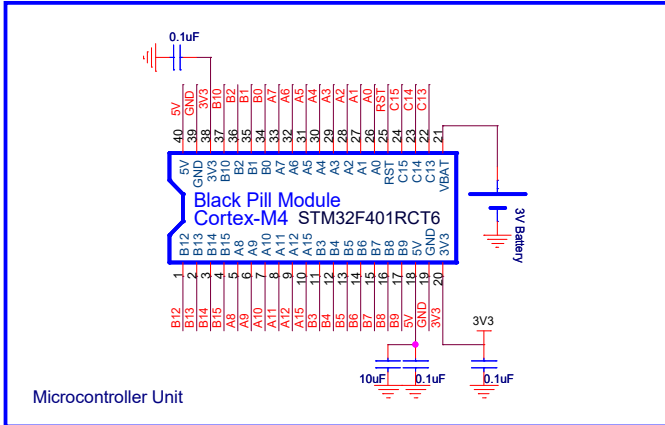 0.1uF
5V GND 3V3 B10 B2 B1 B0 A7 A6 A5 A4 A3 A2 A1 A0 RST C15 C14 C13
40 39 38 37 36 35 34 33 32 31 30 29 28 27 26 25 24 23 22 21
5V GND 3V3 B10 B2 B1 B0 A7 A6 A5 A4 A3 A2 A1 A0 RST C15 C14 C13 VBAT
Black Pill Module
Cortex-M4 STM32F401RCT6
3V Battery
B12 B13 B14 B15 A8 A9 A10 A11 A12 A15 B3 B4 B5 B6 B7 B8 B9 5V GND 3V3
1 2 3 4 5 6 7 8 9 10 11 12 13 14 15 16 17 18 19 20
B12 B13 B14 B15 A8 A9 A10 A11 A12 A15 B3 B4 B5 B6 B7 B8 B9 5V GND 3V3
3V3
10uF 0.1uF 0.1uF
Microcontroller Unit